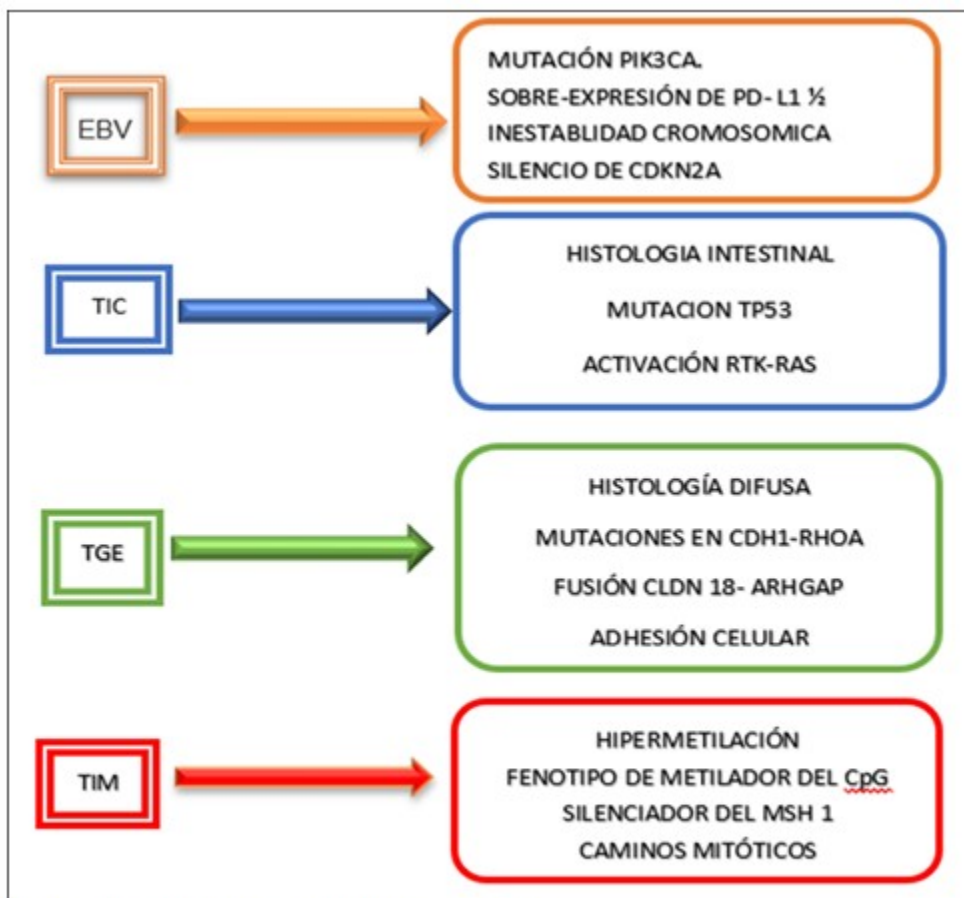 EBV
MUTACIÓN PIK3CA.
SOBRE-EXPRESIÓN DE PD- L1 ½
INESTABLIDAD CROMOSOMICA
SILENCIO DE CDKN2A
TIC
HISTOLOGIA INTESTINAL
MUTACION TP53
ACTIVACIÓN RTK-RAS
TGE
HISTOLOGÍA DIFUSA
MUTACIONES EN CDH1-RHOA
FUSIÓN CLDN 18- ARHGAP
ADHESIÓN CELULAR
TIM
HIPERMETILACIÓN
FENOTIPO DE METILADOR DEL CpG
SILENCIADOR DEL MSH 1
CAMINOS MITÓTICOS